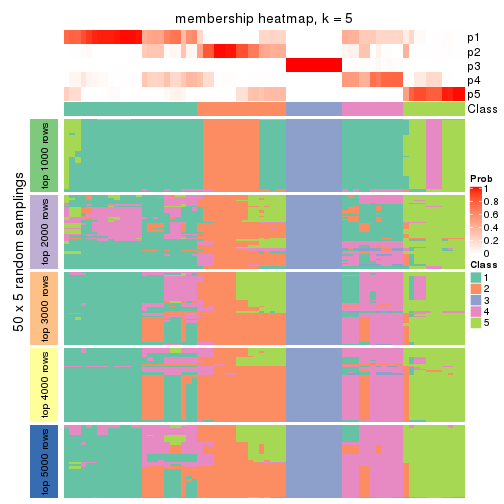 membership heatmap, k = 5
p1
p2
p3
p4
p5
Class
50 x 5 random samplings
top 1000 rows
top 2000 rows
top 3000 rows
top 4000 rows
top 5000 rows
Prob
1
0.8
0.6
0.4
0.2
0
Class
1
2
3
4
5